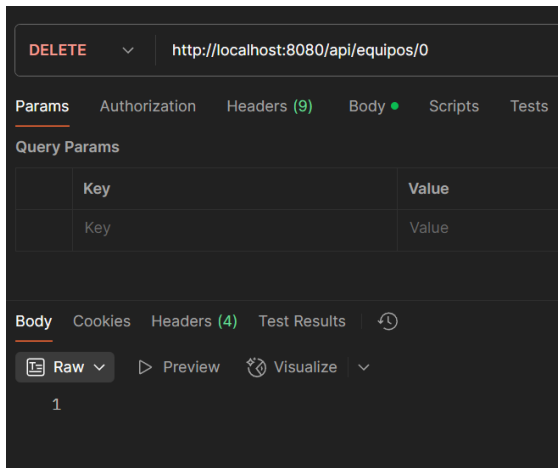 DELETE http://localhost:8080/api/equipos/0
Params Authorization Headers (9) Body Scripts Tests
Query Params
Key Value
Key Value
Body Cookies Headers (4) Test Results
Raw Preview Visualize
1